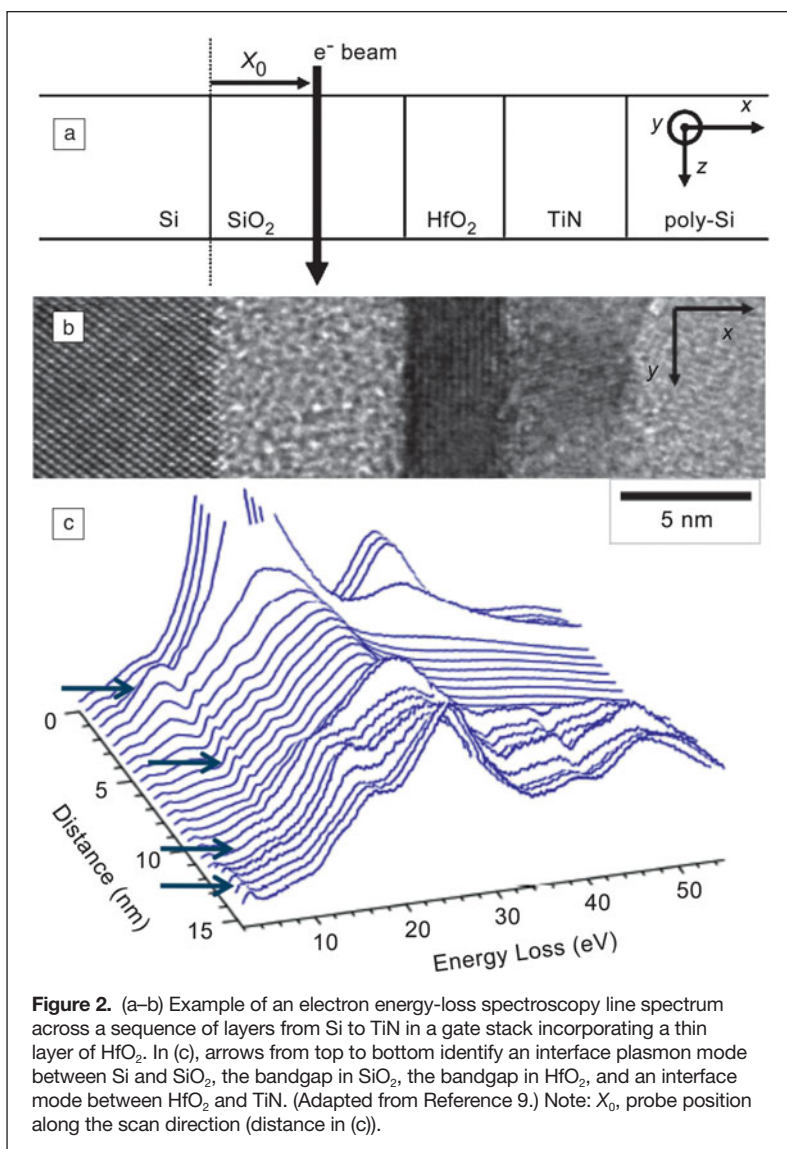 X₀
e⁻ beam
a
y
x
z
Si
SiO₂
HfO₂
TiN
poly-Si
b
x
y
5 nm
c
0
5
10
15
Distance (nm)
10
20
30
40
50
Energy Loss (eV)
Figure 2. (a–b) Example of an electron energy-loss spectroscopy line spectrum
across a sequence of layers from Si to TiN in a gate stack incorporating a thin
layer of HfO₂. In (c), arrows from top to bottom identify an interface plasmon mode
between Si and SiO₂, the bandgap in SiO₂, the bandgap in HfO₂, and an interface
mode between HfO₂ and TiN. (Adapted from Reference 9.) Note: X₀, probe position
along the scan direction (distance in (c)).